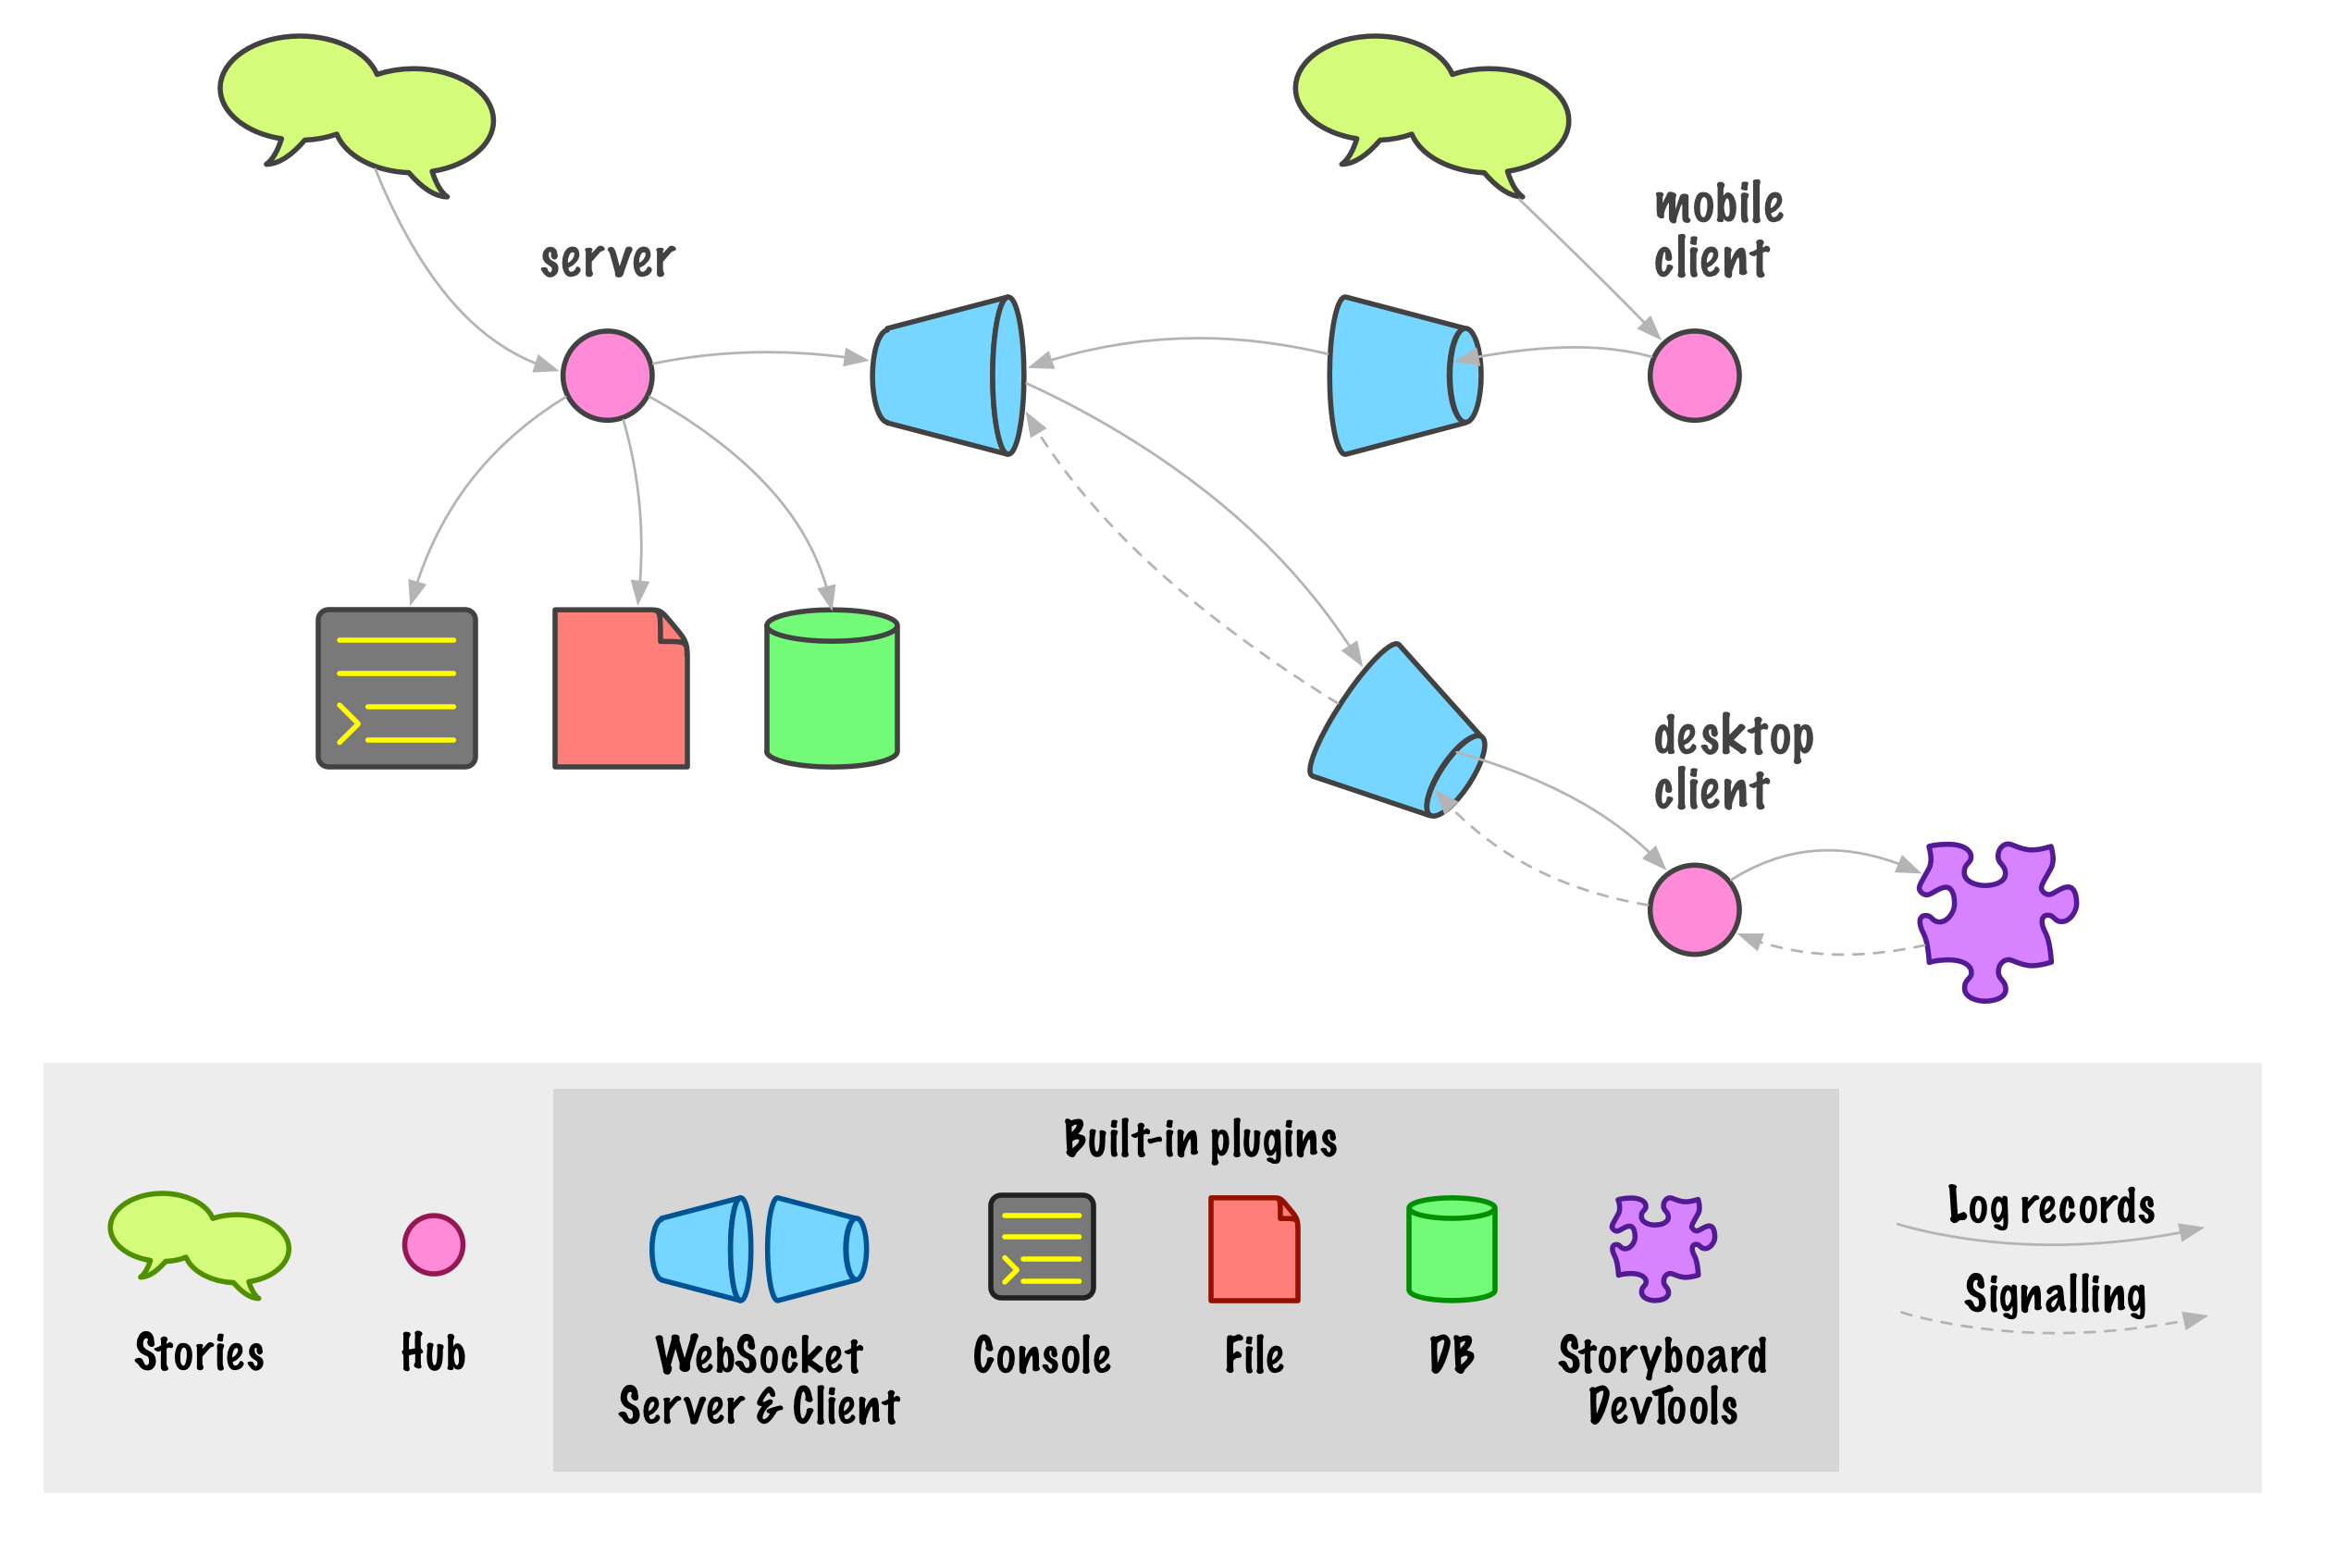 mobile
client
server
desktop
client
Built-in plugins
Log records
Signalling
Stories
Hub
WebSocket
Server & Client
Console
File
DB
Storyboard
DevTools